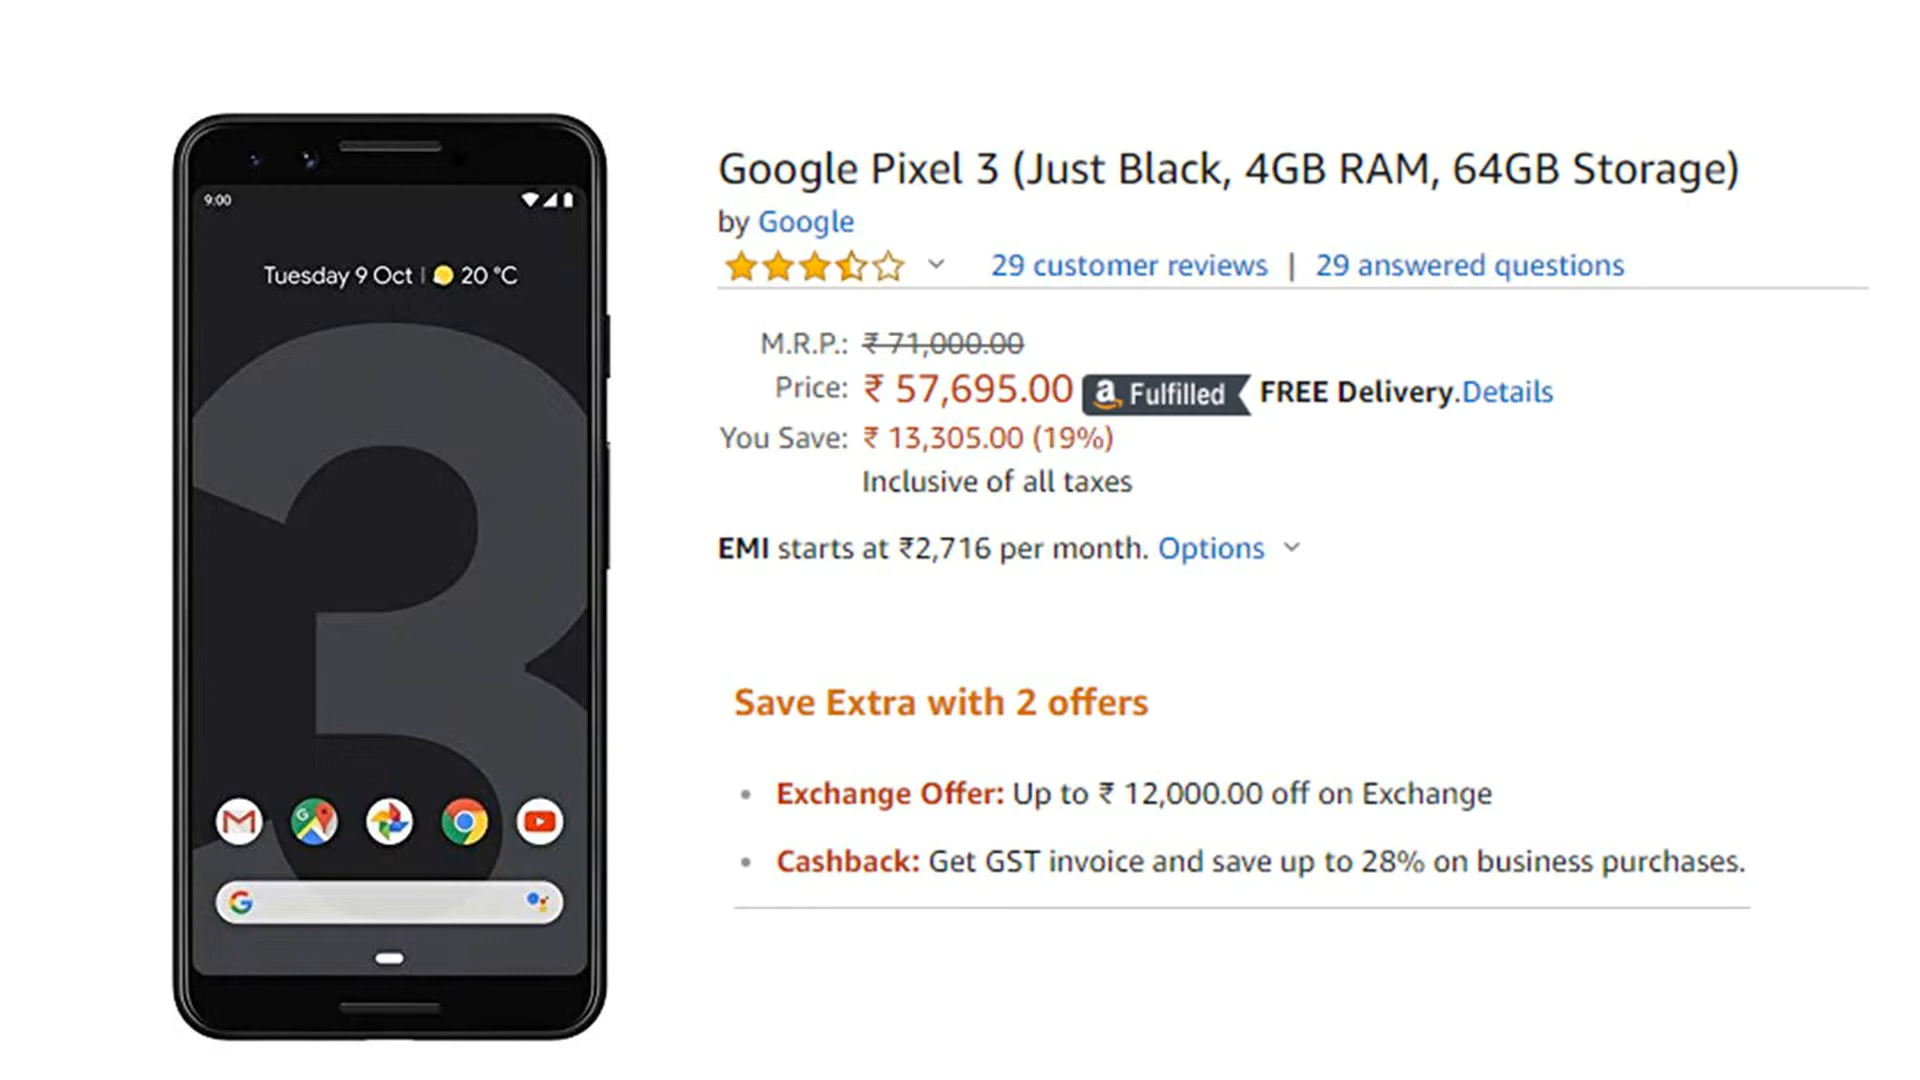 9:00
Tuesday 9 Oct | 20 °C
Google Pixel 3 (Just Black, 4GB RAM, 64GB Storage)
by Google
29 customer reviews | 29 answered questions
M.R.P.: ₹ 71,000.00
Price: ₹ 57,695.00 a Fulfilled FREE Delivery.Details
You Save: ₹ 13,305.00 (19%)
Inclusive of all taxes
EMI starts at ₹2,716 per month. Options
Save Extra with 2 offers
• Exchange Offer: Up to ₹ 12,000.00 off on Exchange
• Cashback: Get GST invoice and save up to 28% on business purchases.